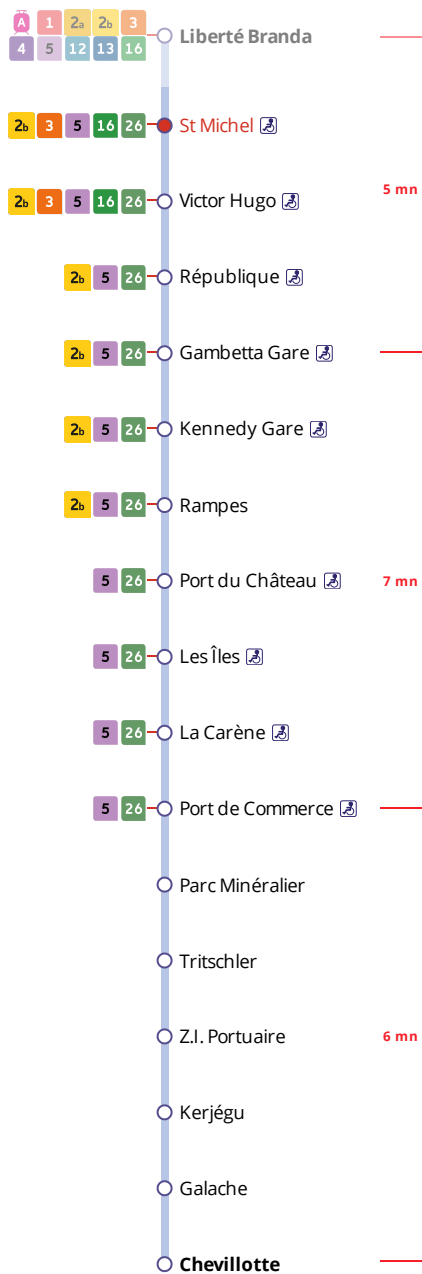 A 1 2a 2b 3
Liberté Branda
4 5 12 13 16
2b 3 5 16 26 St Michel
5 mn
2b 3 5 16 26 Victor Hugo
2b 5 26 République
2b 5 26 Gambetta Gare
2b 5 26 Kennedy Gare
2b 5 26 Rampes
5 26 Port du Château 7 mn
5 26 Les Îles
5 26 La Carène
5 26 Port de Commerce
Parc Minéralier
Tritschler
Z.I. Portuaire 6 mn
Kerjégu
Galache
Chevillotte